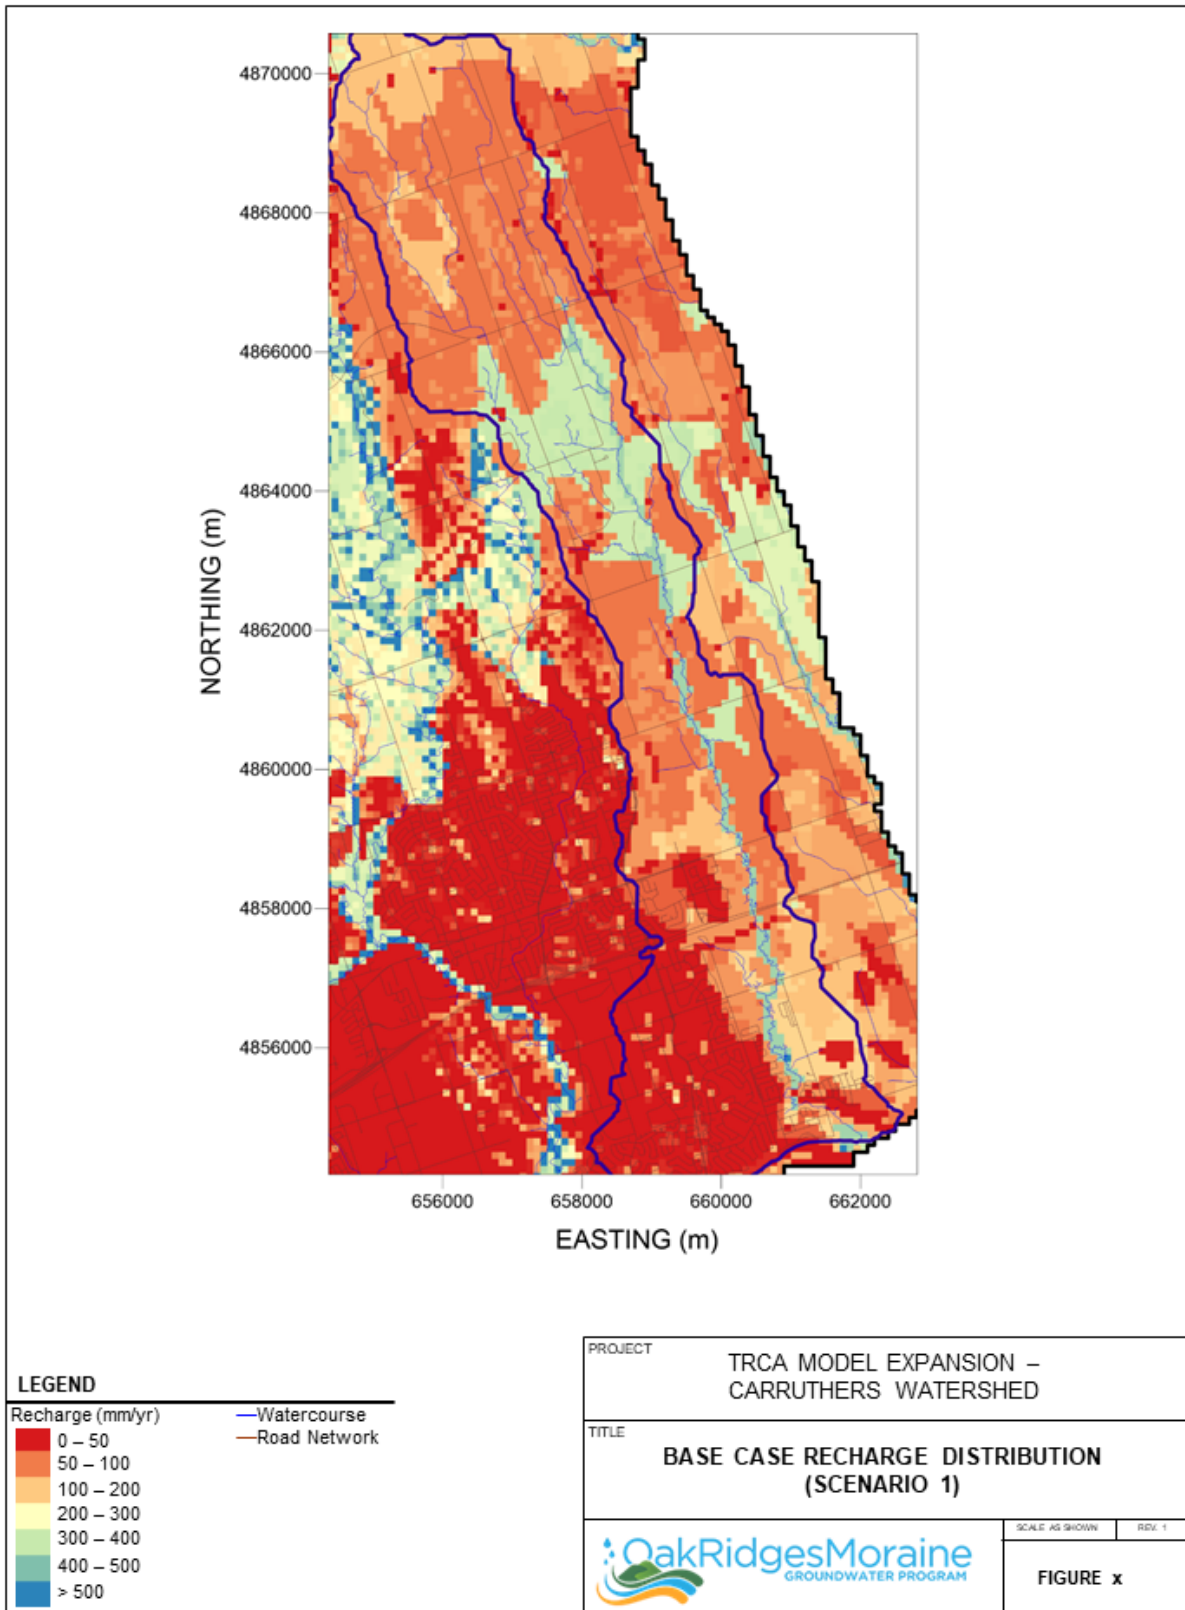 4870000
4868000
4866000
4864000
4862000
4860000
4858000
4856000
NORTHING (m)
656000
658000
660000
662000
EASTING (m)
LEGEND
Recharge (mm/yr)
0 – 50
50 – 100
100 – 200
200 – 300
300 – 400
400 – 500
> 500
Watercourse
Road Network
PROJECT
TRCA MODEL EXPANSION –
CARRUTHERS WATERSHED
TITLE
BASE CASE RECHARGE DISTRIBUTION
(SCENARIO 1)
OakRidgesMoraine
GROUNDWATER PROGRAM
SCALE AS SHOWN
REV. 1
FIGURE x